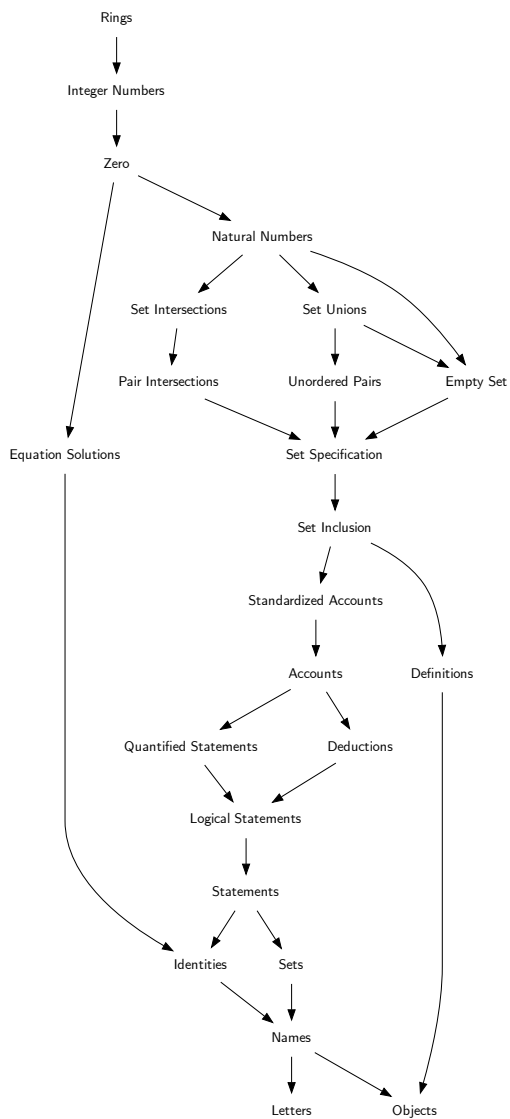 Rings
Integer Numbers
Zero
Natural Numbers
Set Intersections
Set Unions
Pair Intersections
Unordered Pairs
Empty Set
Equation Solutions
Set Specification
Set Inclusion
Standardized Accounts
Accounts
Definitions
Quantified Statements
Deductions
Logical Statements
Statements
Identities
Sets
Names
Letters
Objects